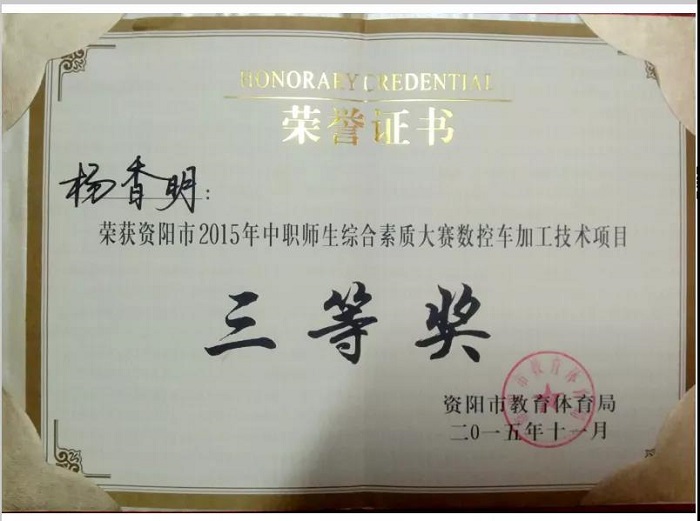 HONORARY CREDENTIAL
荣誉证书
杨香明：
荣获资阳市2015年中职师生综合素质大赛数控车加工技术项目
三等奖
资阳市教育体育局
二〇一五年十一月